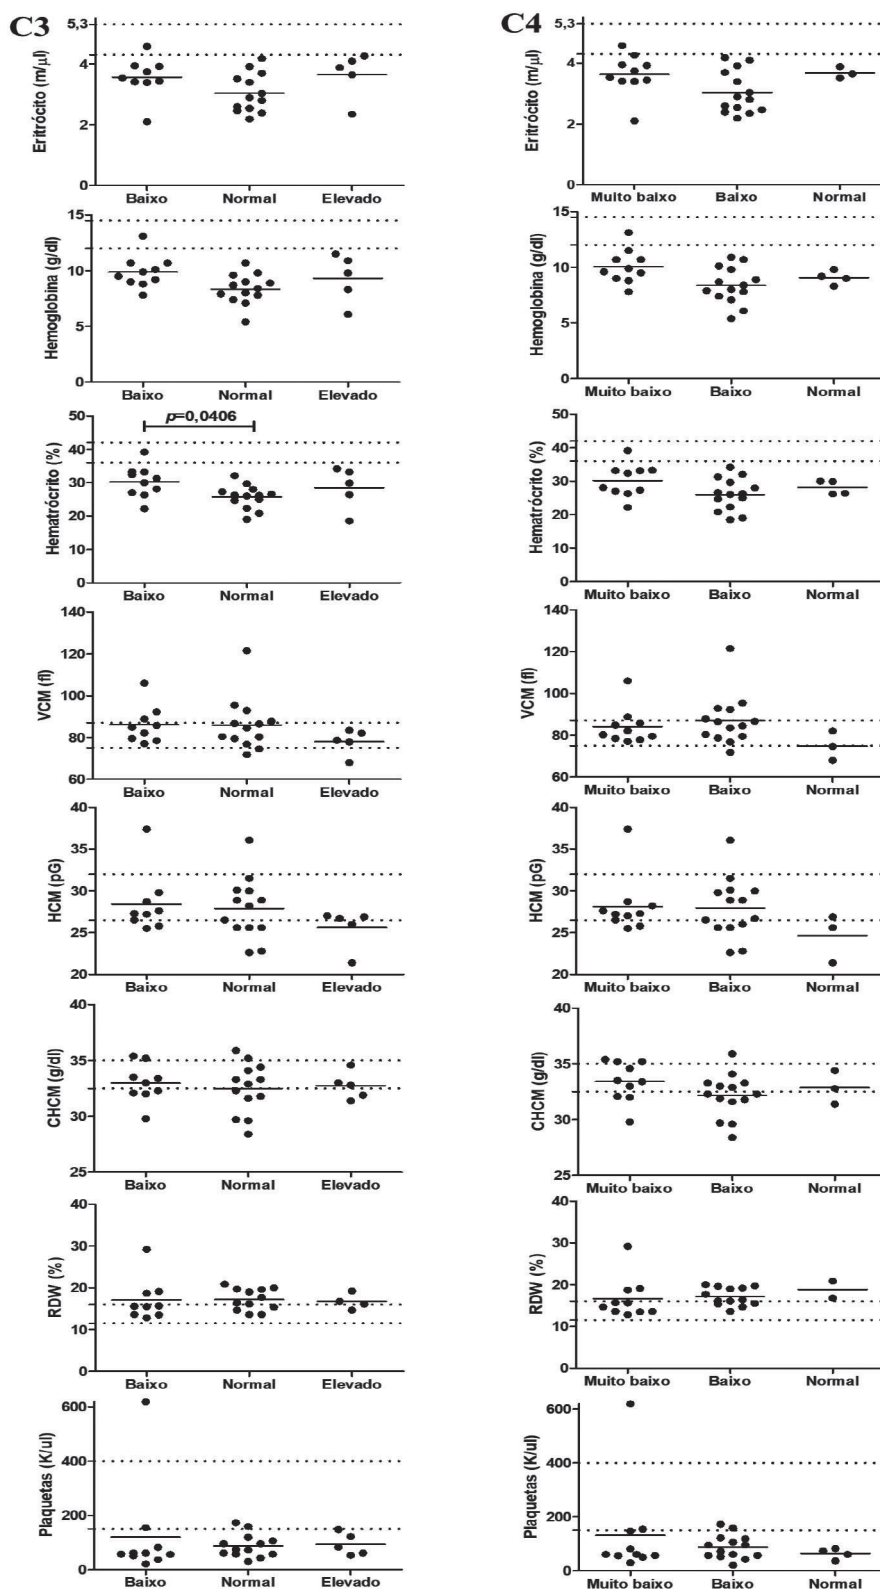 C3
Eritrócito (m/µl)
5,3
4
2
0
Baixo Normal Elevado
Hemoglobina (g/dl)
15
10
5
0
Baixo Normal Elevado
p=0,0406
Hematrócrito (%)
50
40
30
20
10
0
Baixo Normal Elevado
VCM (fl)
140
120
100
80
60
Baixo Normal Elevado
HCM (pG)
40
35
30
25
20
Baixo Normal Elevado
CHCM (g/dl)
40
35
30
25
Baixo Normal Elevado
RDW (%)
40
30
20
10
0
Baixo Normal Elevado
Plaquetas (K/ul)
600
400
200
0
Baixo Normal Elevado
C4
Eritrócito (m/µl)
5,3
4
2
0
Muito baixo Baixo Normal
Hemoglobina (g/dl)
15
10
5
0
Muito baixo Baixo Normal
Hematrócrito (%)
50
40
30
20
10
0
Muito baixo Baixo Normal
VCM (fl)
140
120
100
80
60
Muito baixo Baixo Normal
HCM (pG)
40
35
30
25
20
Muito baixo Baixo Normal
CHCM (g/dl)
40
35
30
25
Muito baixo Baixo Normal
RDW (%)
40
30
20
10
0
Muito baixo Baixo Normal
Plaquetas (K/ul)
600
400
200
0
Muito baixo Baixo Normal